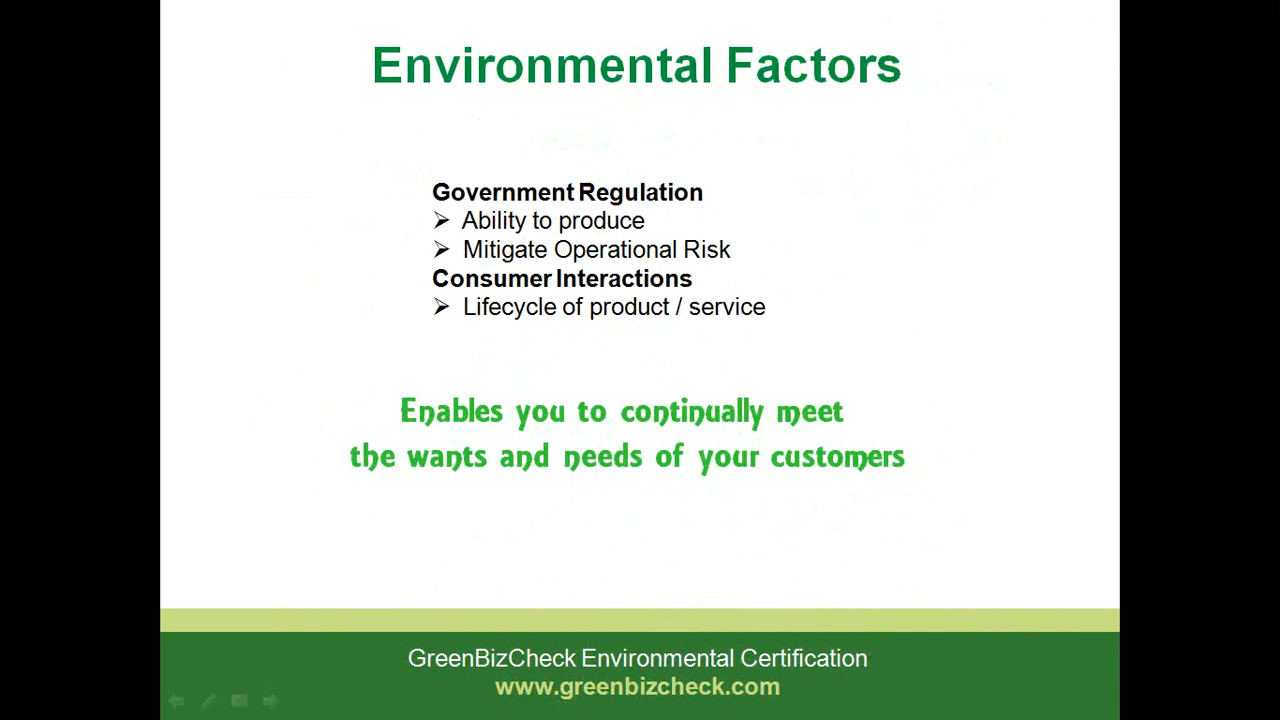 Environmental Factors
Government Regulation
➢ Ability to produce
➢ Mitigate Operational Risk
Consumer Interactions
➢ Lifecycle of product / service
Enables you to continually meet
the wants and needs of your customers
GreenBizCheck Environmental Certification
www.greenbizcheck.com